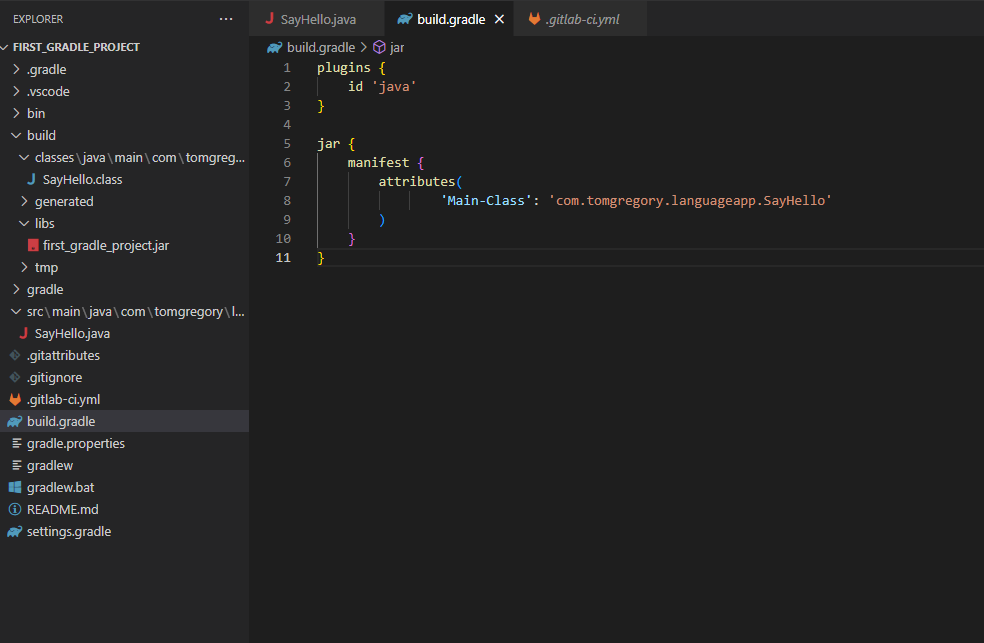 EXPLORER
···
FIRST_GRADLE_PROJECT
.gradle
.vscode
bin
build
classes\java\main\com\tomgreg...
SayHello.class
generated
libs
first_gradle_project.jar
tmp
gradle
src\main\java\com\tomgregory\l...
SayHello.java
.gitattributes
.gitignore
.gitlab-ci.yml
build.gradle
gradle.properties
gradlew
gradlew.bat
README.md
settings.gradle
SayHello.java build.gradle .gitlab-ci.yml
build.gradle > jar
1 plugins {
2     id 'java'
3 }
4
5 jar {
6     manifest {
7         attributes(
8                 'Main-Class': 'com.tomgregory.languageapp.SayHello'
9         )
10     }
11 }